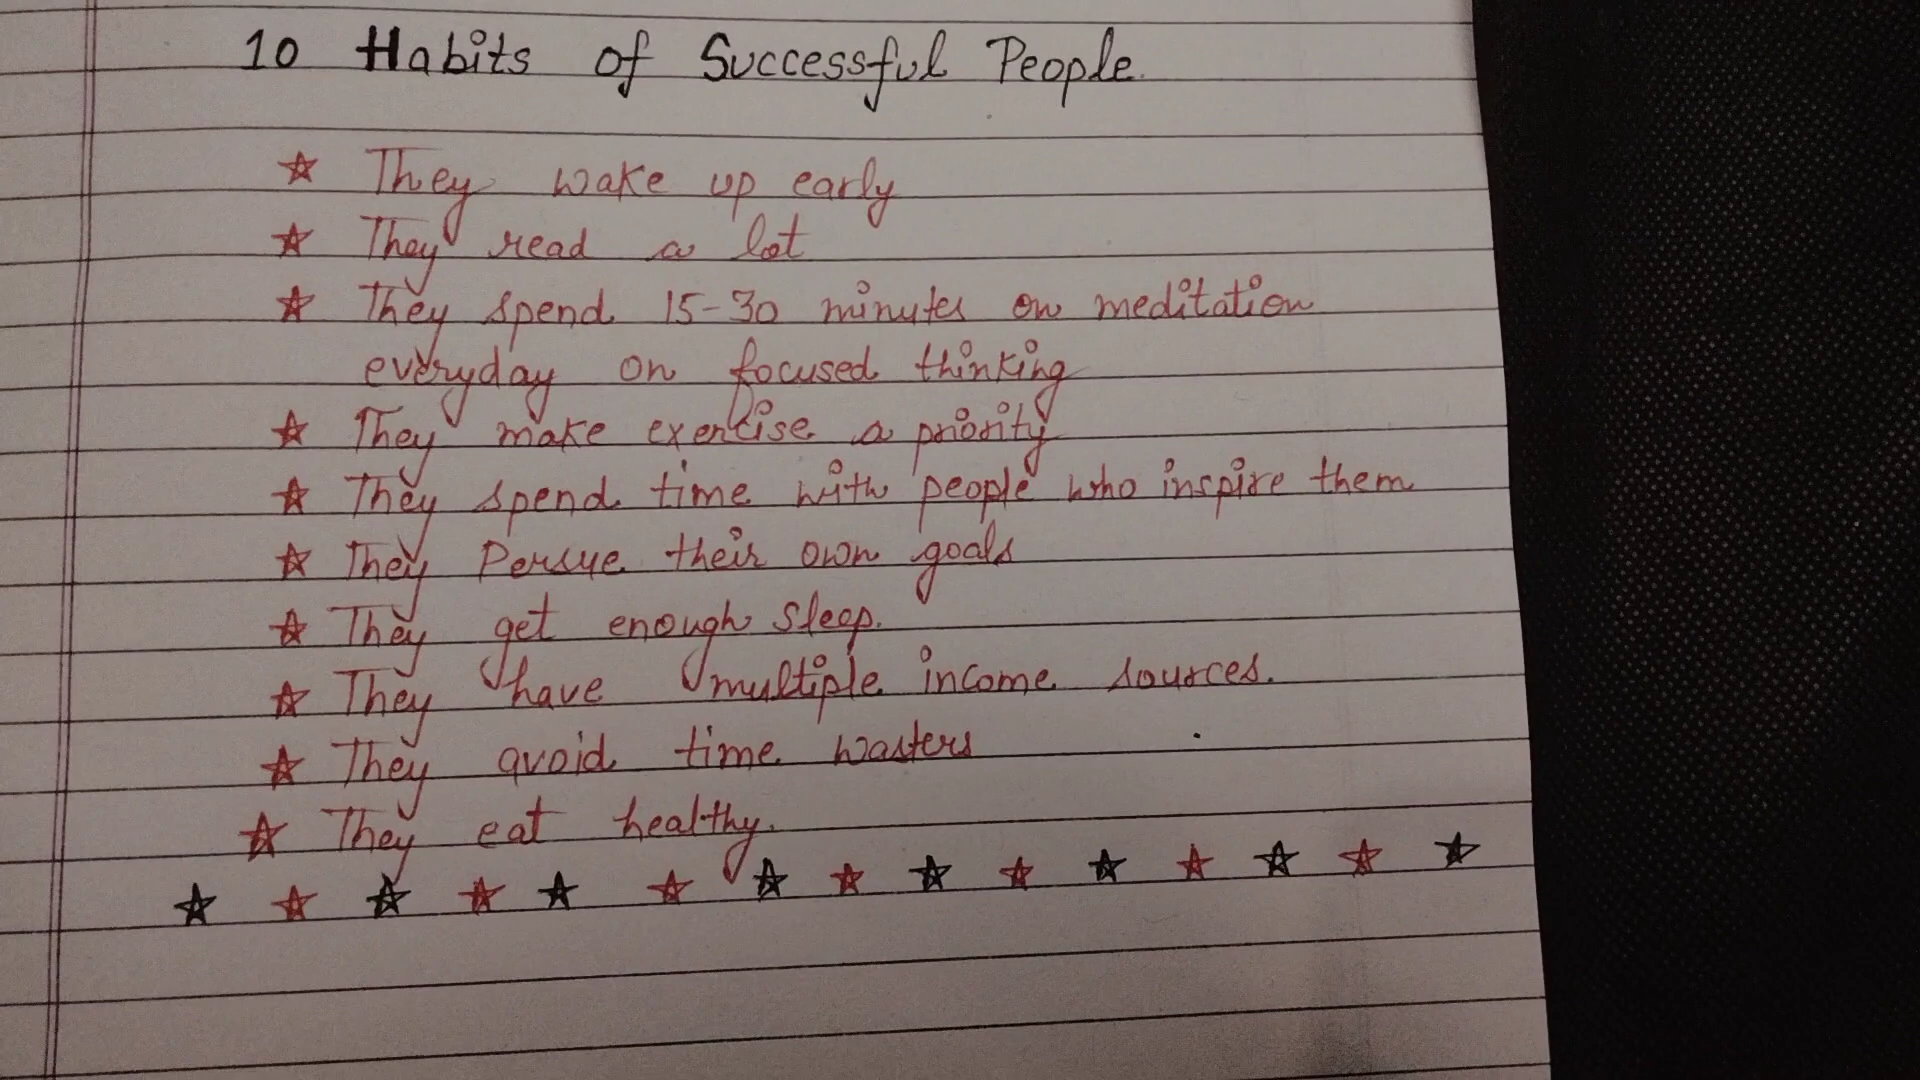 10 Habits of Successful People.
☆ They wake up early
☆ They read a lot
☆ They spend 15-30 minutes on meditation
everyday on focused thinking
☆ They make exercise a priority
☆ They spend time with people who inspire them
☆ They Persue their own goals
☆ They get enough sleep.
☆ They have multiple income sources.
☆ They avoid time wasters
☆ They eat healthy.